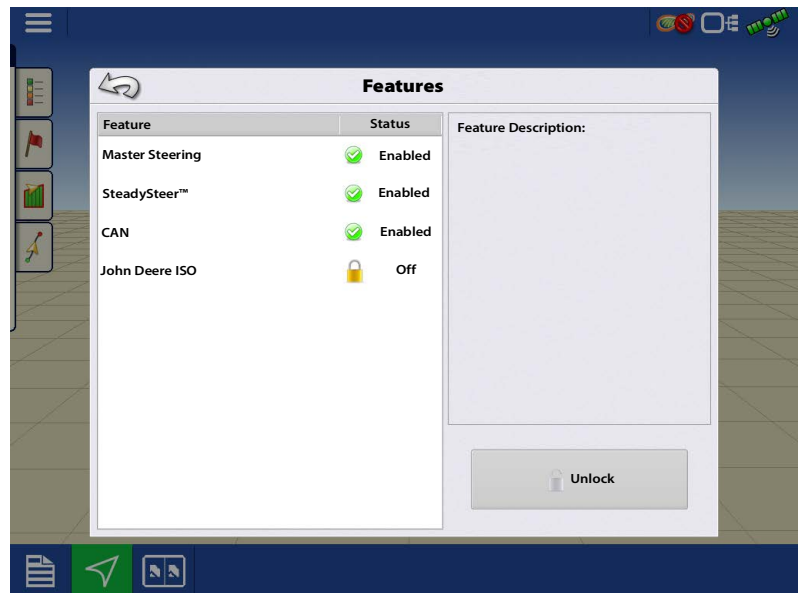 Features
Feature Status
Feature Description:
Master Steering Enabled
SteadySteer™ Enabled
CAN Enabled
John Deere ISO Off
Unlock